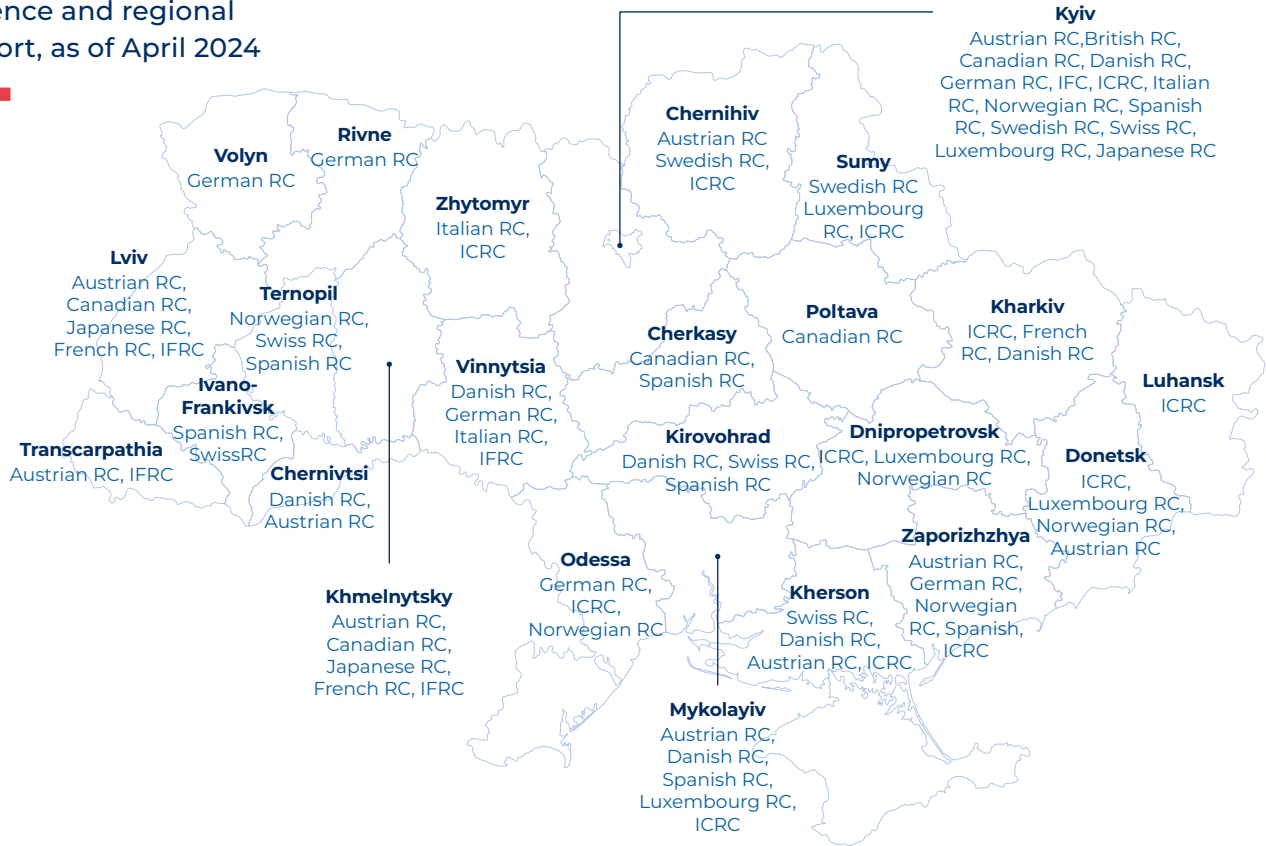 ence and regional
ort, as of April 2024
Kyiv
Austrian RC,British RC,
Canadian RC, Danish RC,
German RC, IFC, ICRC, Italian
RC, Norwegian RC, Spanish
RC, Swedish RC, Swiss RC,
Luxembourg RC, Japanese RC
Chernihiv
Austrian RC
Swedish RC,
ICRC
Rivne
German RC
Volyn
German RC
Sumy
Swedish RC
Luxembourg
RC, ICRC
Zhytomyr
Italian RC,
ICRC
Lviv
Austrian RC,
Canadian RC,
Japanese RC,
French RC, IFRC
Ternopil
Norwegian RC,
Swiss RC,
Spanish RC
Kharkiv
ICRC, French
RC, Danish RC
Poltava
Canadian RC
Cherkasy
Canadian RC,
Spanish RC
Vinnytsia
Danish RC,
German RC,
Italian RC,
IFRC
Luhansk
ICRC
Ivano-
Frankivsk
Spanish RC,
SwissRC
Transcarpathia
Austrian RC, IFRC
Chernivtsi
Danish RC,
Austrian RC
Kirovohrad
Danish RC, Swiss RC,
Spanish RC
Dnipropetrovsk
ICRC, Luxembourg RC,
Norwegian RC
Donetsk
ICRC,
Luxembourg RC,
Norwegian RC,
Austrian RC
Zaporizhzhya
Austrian RC,
German RC,
Norwegian
RC, Spanish,
ICRC
Odessa
German RC,
ICRC,
Norwegian RC
Kherson
Swiss RC,
Danish RC,
Austrian RC, ICRC
Khmelnytsky
Austrian RC,
Canadian RC,
Japanese RC,
French RC, IFRC
Mykolayiv
Austrian RC,
Danish RC,
Spanish RC,
Luxembourg RC,
ICRC